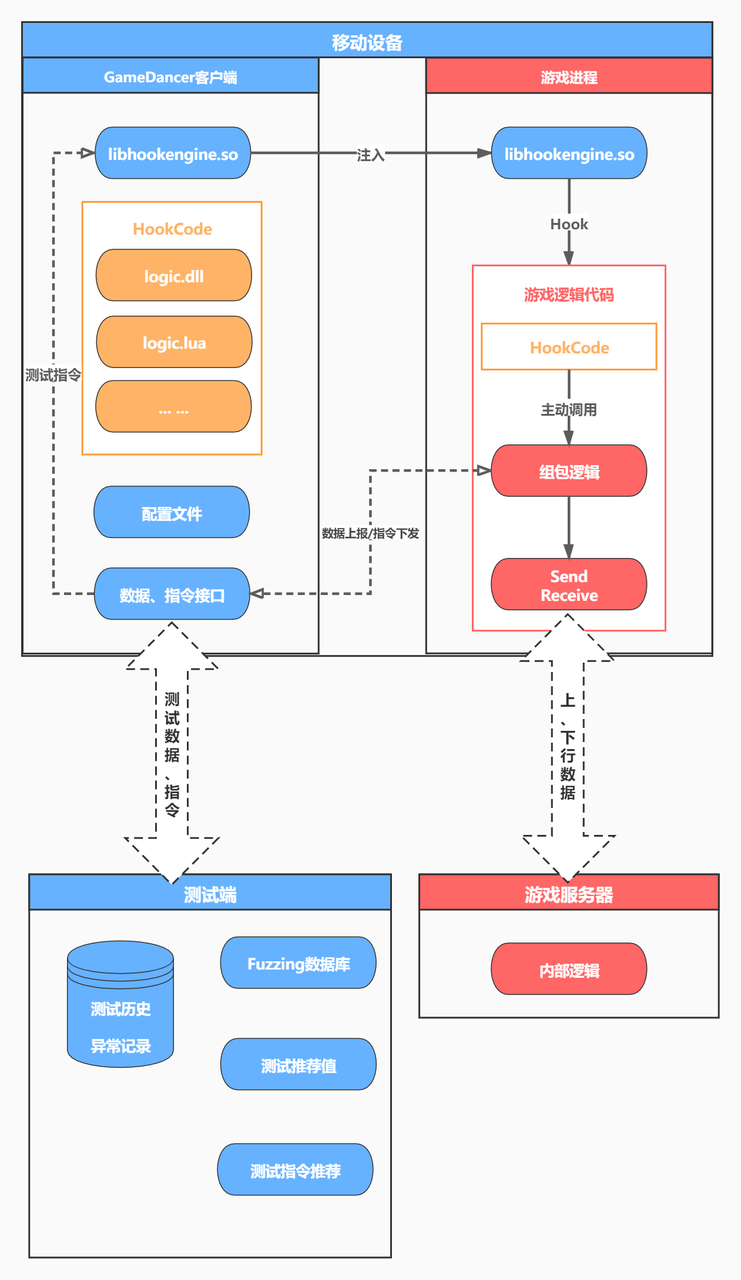 移动设备
GameDancer客户端
libhookengine.so
HookCode
logic.dll
logic.lua
... ...
测试指令
配置文件
数据、指令接口
注入
数据上报/指令下发
游戏进程
libhookengine.so
Hook
游戏逻辑代码
HookCode
主动调用
组包逻辑
Send
Receive
测试数据、指令
上、下行数据
测试端
测试历史
异常记录
Fuzzing数据库
测试推荐值
测试指令推荐
游戏服务器
内部逻辑